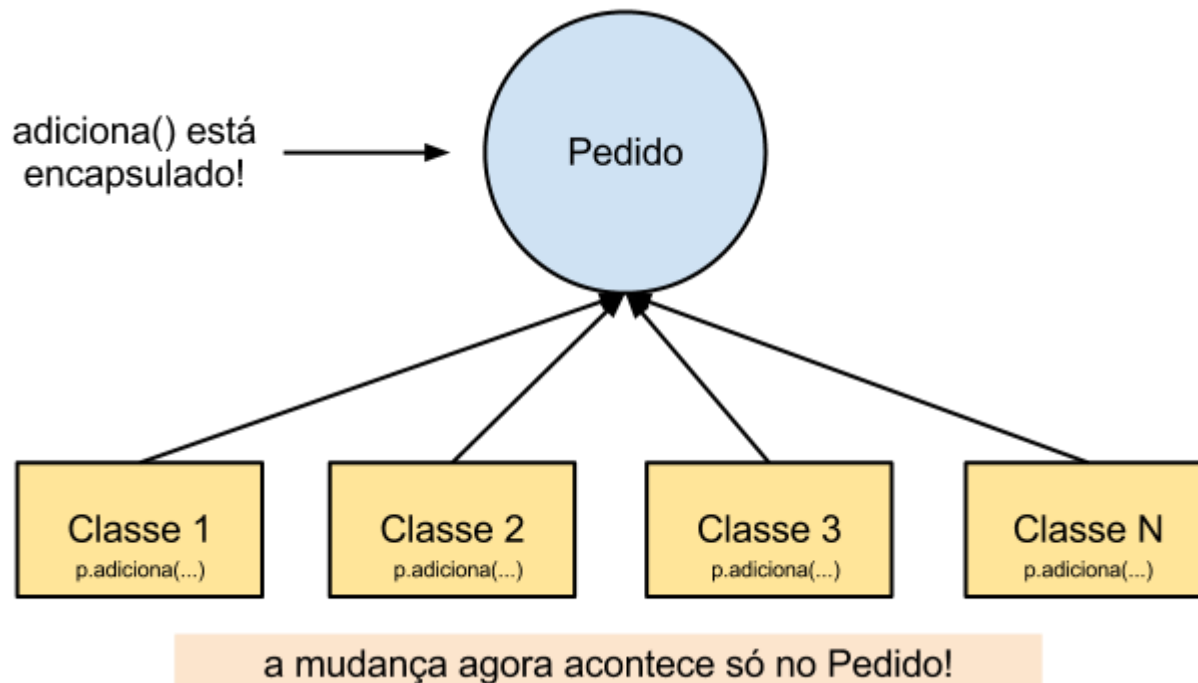 adiciona() está
encapsulado!
Pedido
Classe 1
p.adiciona(...)
Classe 2
p.adiciona(...)
Classe 3
p.adiciona(...)
Classe N
p.adiciona(...)
a mudança agora acontece só no Pedido!